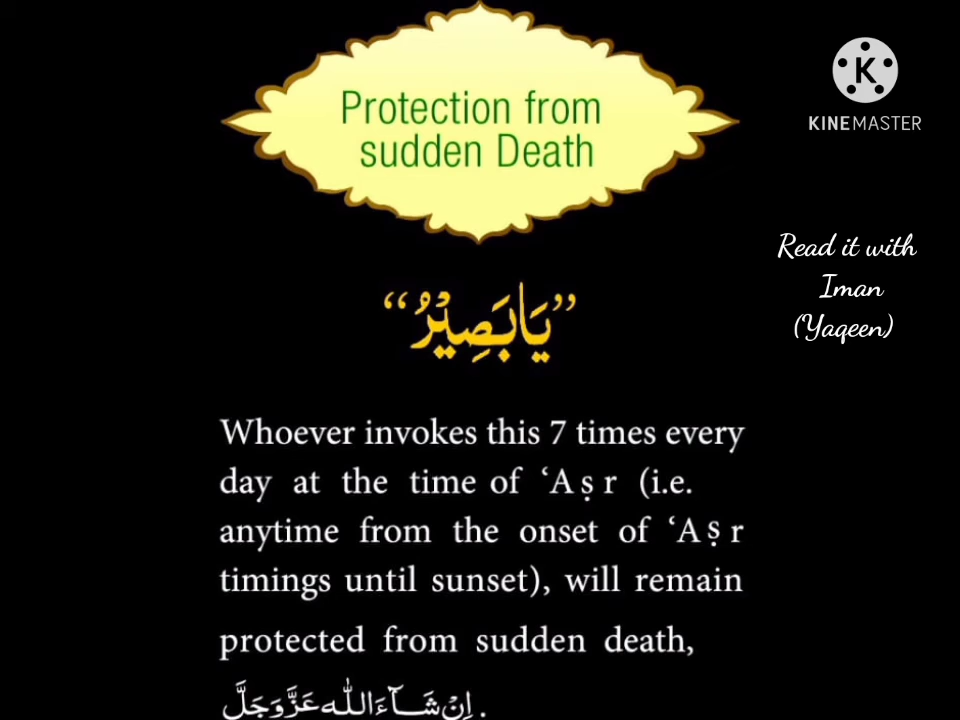 Protection from
sudden Death
K
KINEMASTER
Read it with
Iman
(Yaqeen)
“يَا بَصِيْرُ”
Whoever invokes this 7 times every
day at the time of ‘Aṣr (i.e.
anytime from the onset of ‘Aṣr
timings until sunset), will remain
protected from sudden death,
اِنْ شَــآءَاللّٰه عَزَّوَجَلَّ .